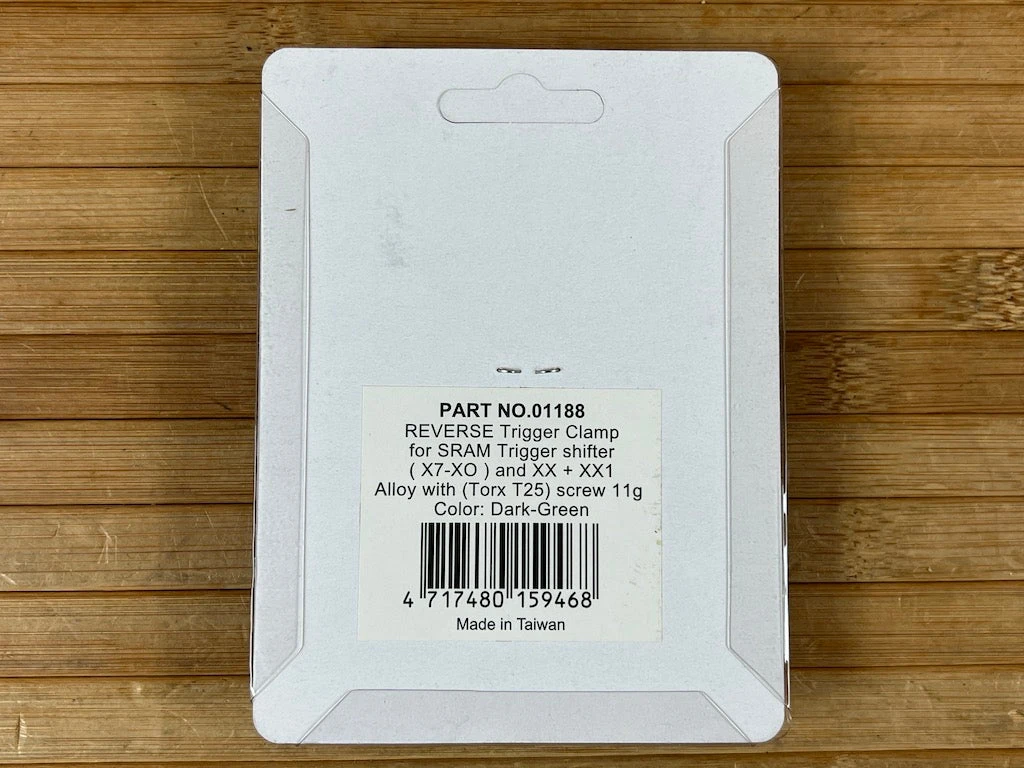 PART NO.01188
REVERSE Trigger Clamp
for SRAM Trigger shifter
( X7-XO ) and XX + XX1
Alloy with (Torx T25) screw 11g
Color: Dark-Green
4 717480 159468
Made in Taiwan